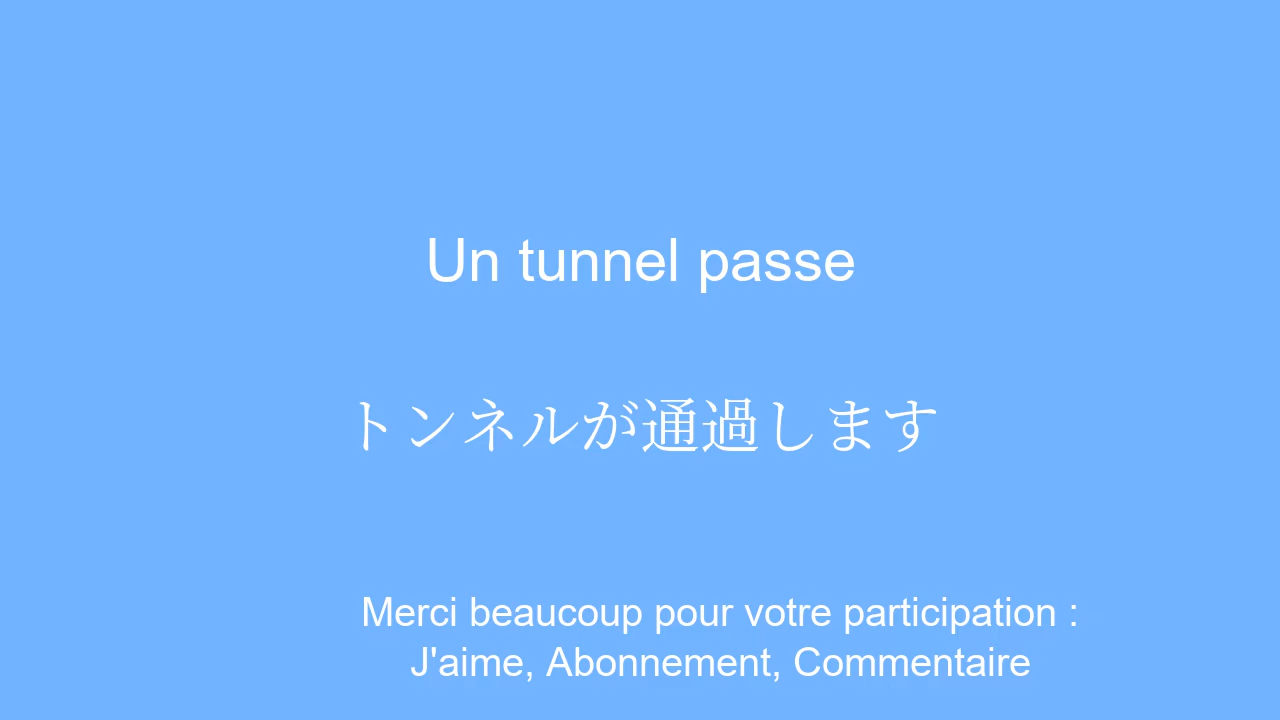 Un tunnel passe
トンネルが通過します
Merci beaucoup pour votre participation :
J'aime, Abonnement, Commentaire